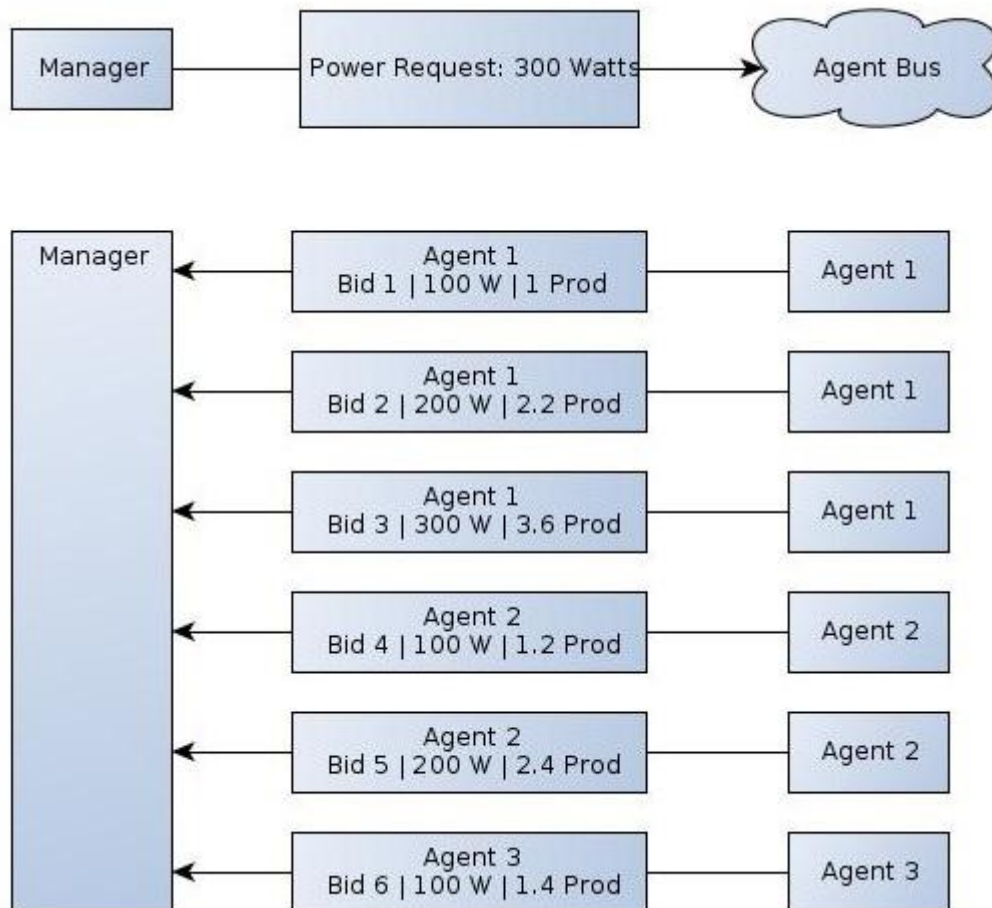 Manager
Power Request: 300 Watts
Agent Bus
Manager
Agent 1
Bid 1 | 100 W | 1 Prod
Agent 1
Agent 1
Bid 2 | 200 W | 2.2 Prod
Agent 1
Agent 1
Bid 3 | 300 W | 3.6 Prod
Agent 1
Agent 2
Bid 4 | 100 W | 1.2 Prod
Agent 2
Agent 2
Bid 5 | 200 W | 2.4 Prod
Agent 2
Agent 3
Bid 6 | 100 W | 1.4 Prod
Agent 3